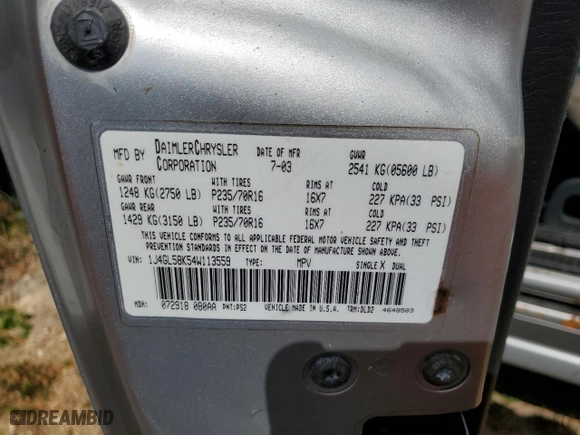 MFD BY DAIMLERCHRYSLER CORPORATION
DATE OF MFR 7-03
GVWR 2541 KG(05600 LB)
GAWR FRONT WITH TIRES RIMS AT COLD
1248 KG(2750 LB) P235/70R16 16X7 227 KPA(33 PSI)
GAWR REAR WITH TIRES RIMS AT COLD
1429 KG(3150 LB) P235/70R16 16X7 227 KPA(33 PSI)
THIS VEHICLE CONFORMS TO ALL APPLICABLE FEDERAL MOTOR VEHICLE SAFETY AND THEFT
PREVENTION STANDARDS IN EFFECT ON THE DATE OF MANUFACTURE SHOWN ABOVE.
VIN: 1J4GL58K54W113559 TYPE: MPV SINGLE X DUAL
MDH: 072918 080AA PNT:PS2 VEHICLE MADE IN U.S.A. TRM:DLD2 4648503
DREAMBID